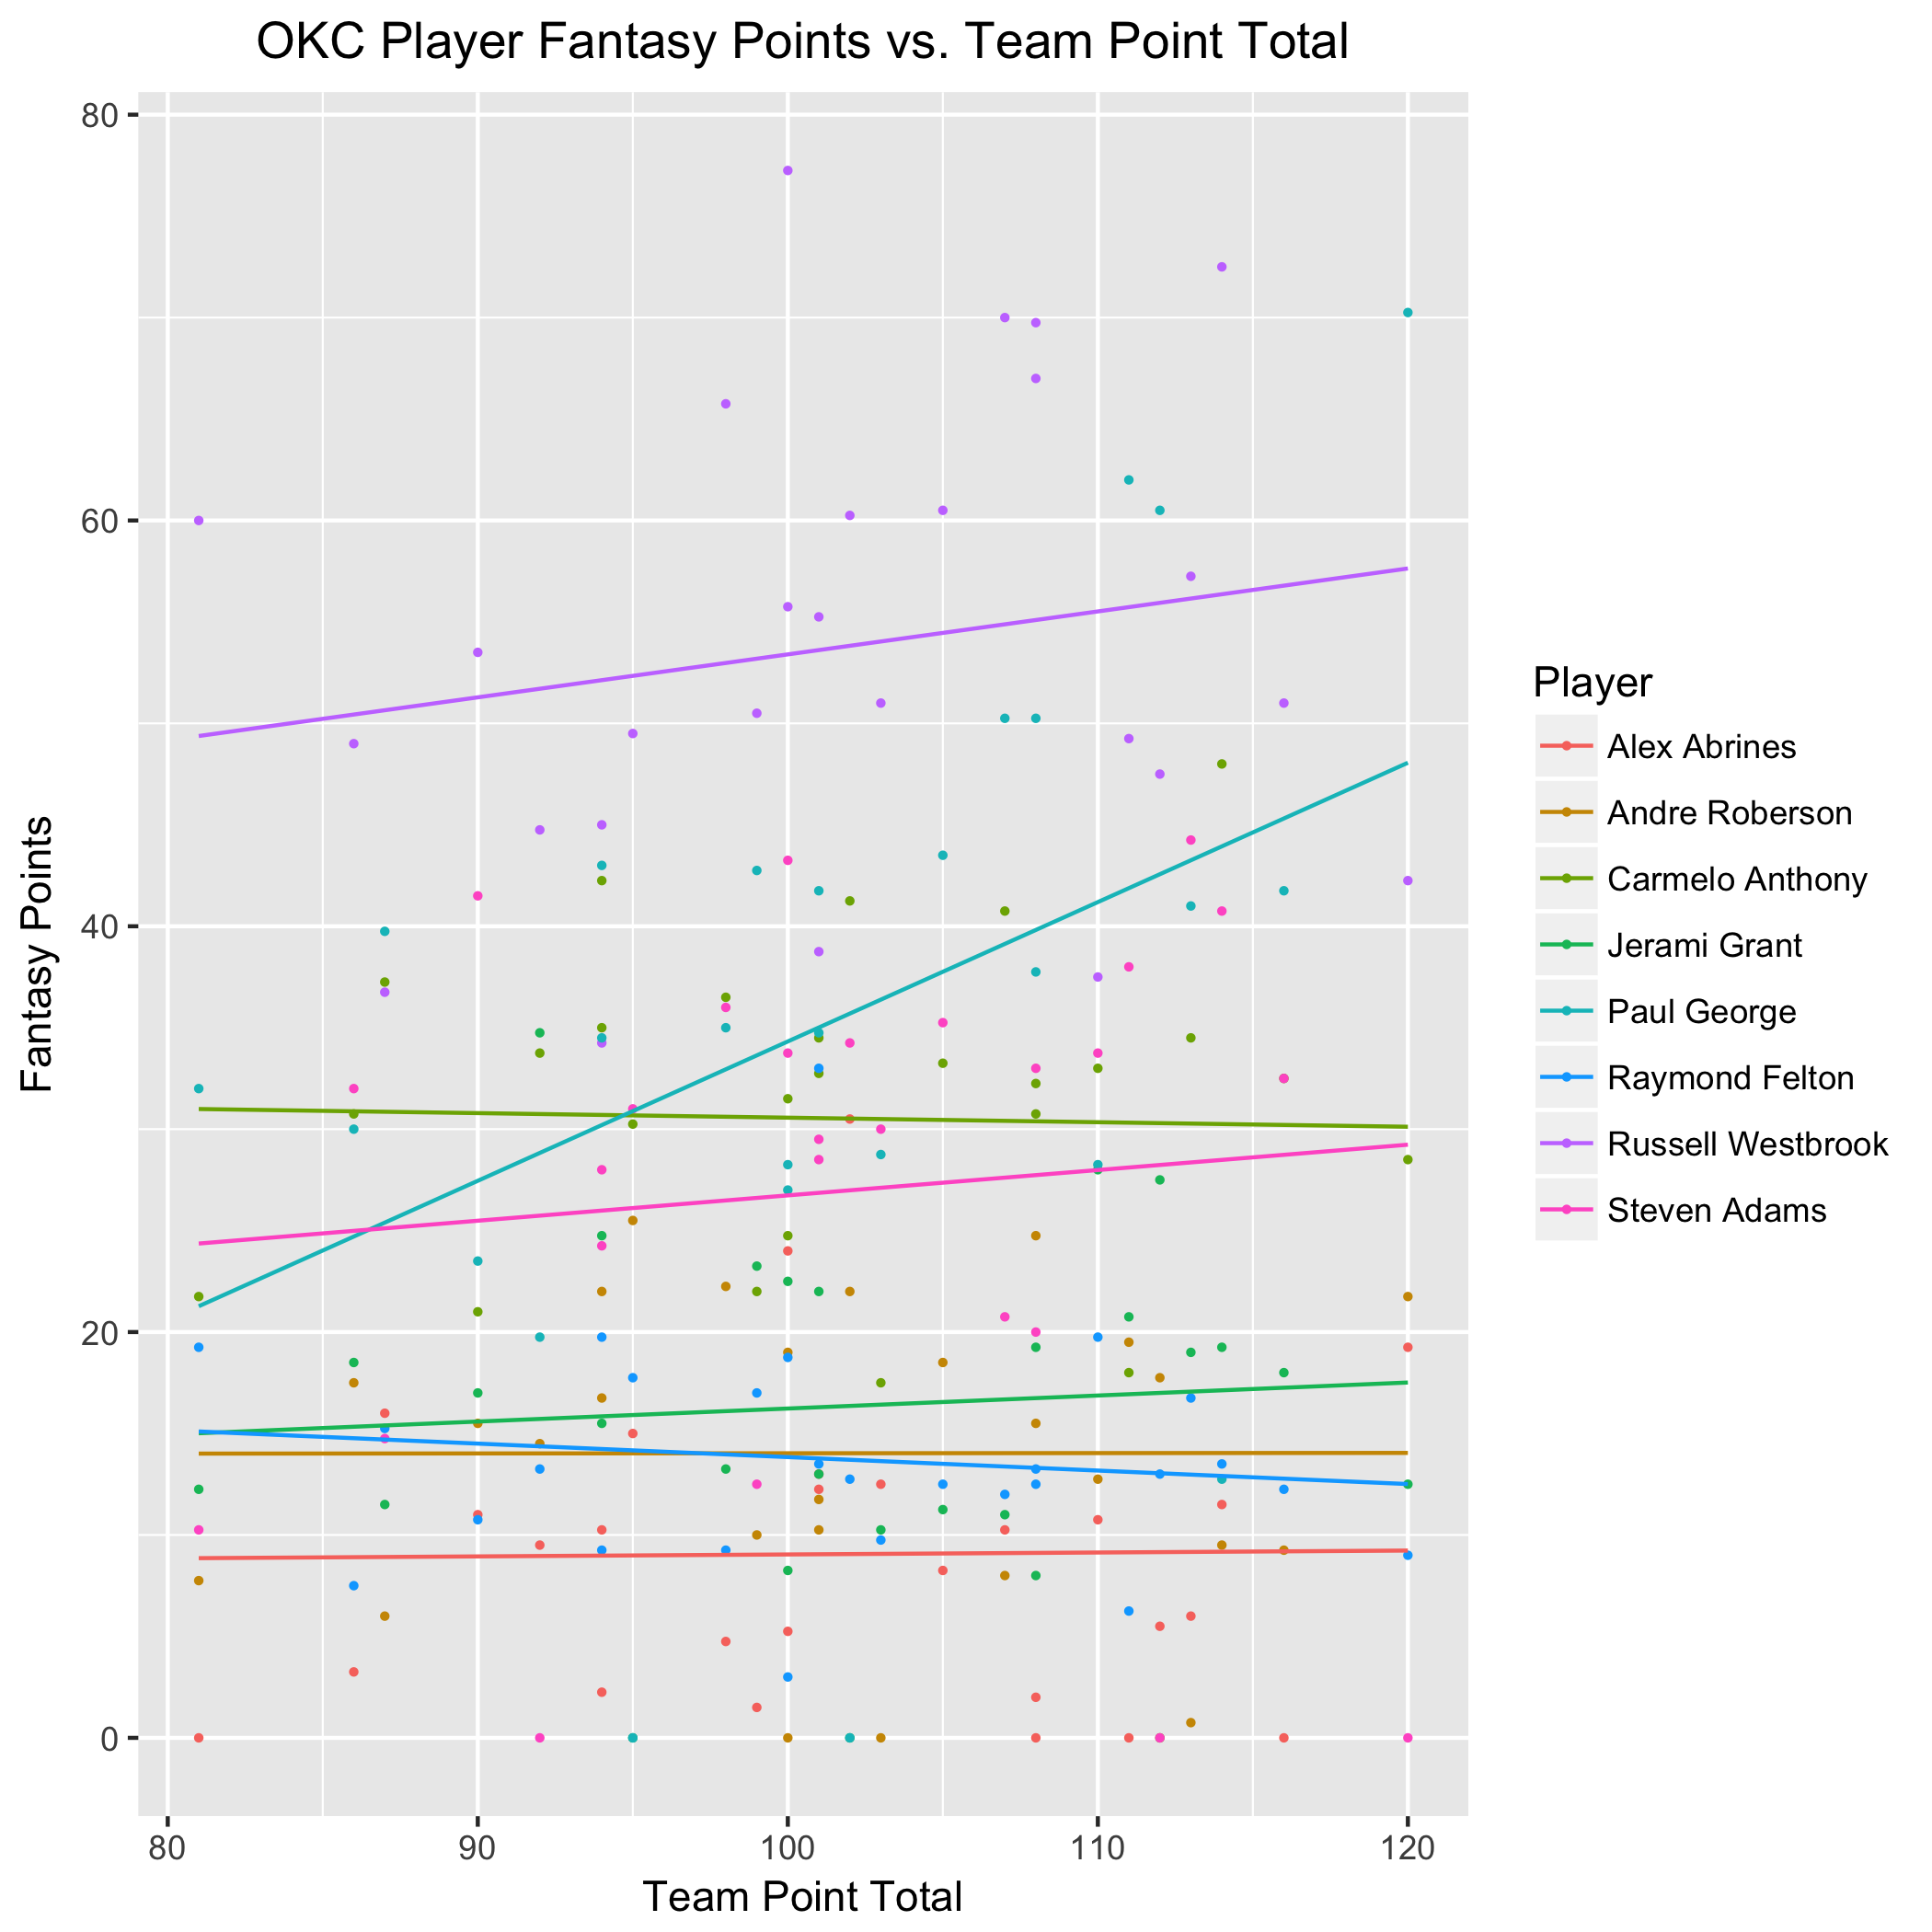 OKC Player Fantasy Points vs. Team Point Total
80
60
40
20
0
Fantasy Points
80 90 100 110 120
Team Point Total
Player
Alex Abrines
Andre Roberson
Carmelo Anthony
Jerami Grant
Paul George
Raymond Felton
Russell Westbrook
Steven Adams